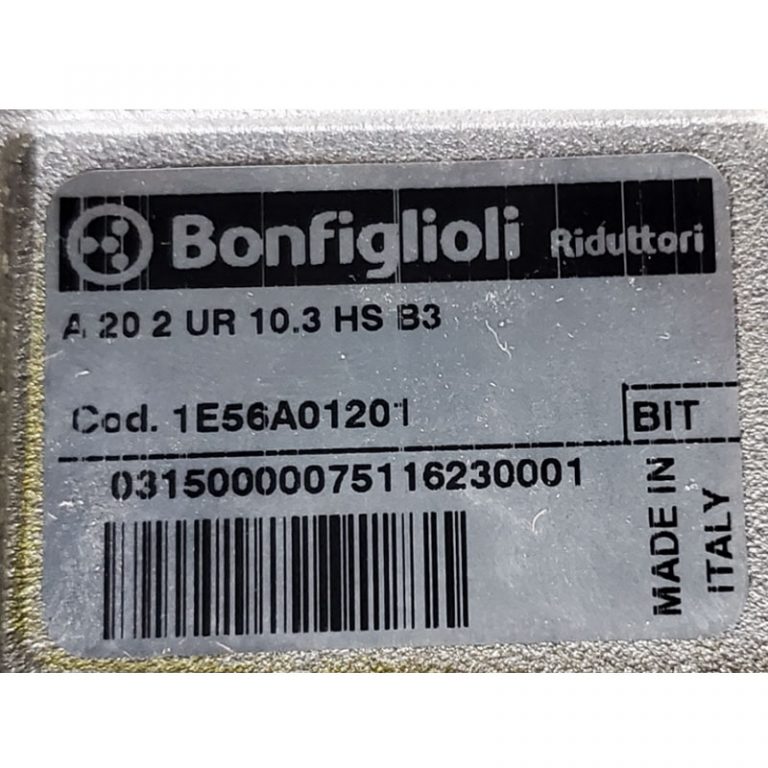 Bonfiglioli Riduttori
A 20 2 UR 10.3 HS B3
Cod. 1E56A01201
BIT
03150000075116230001
MADE IN
ITALY